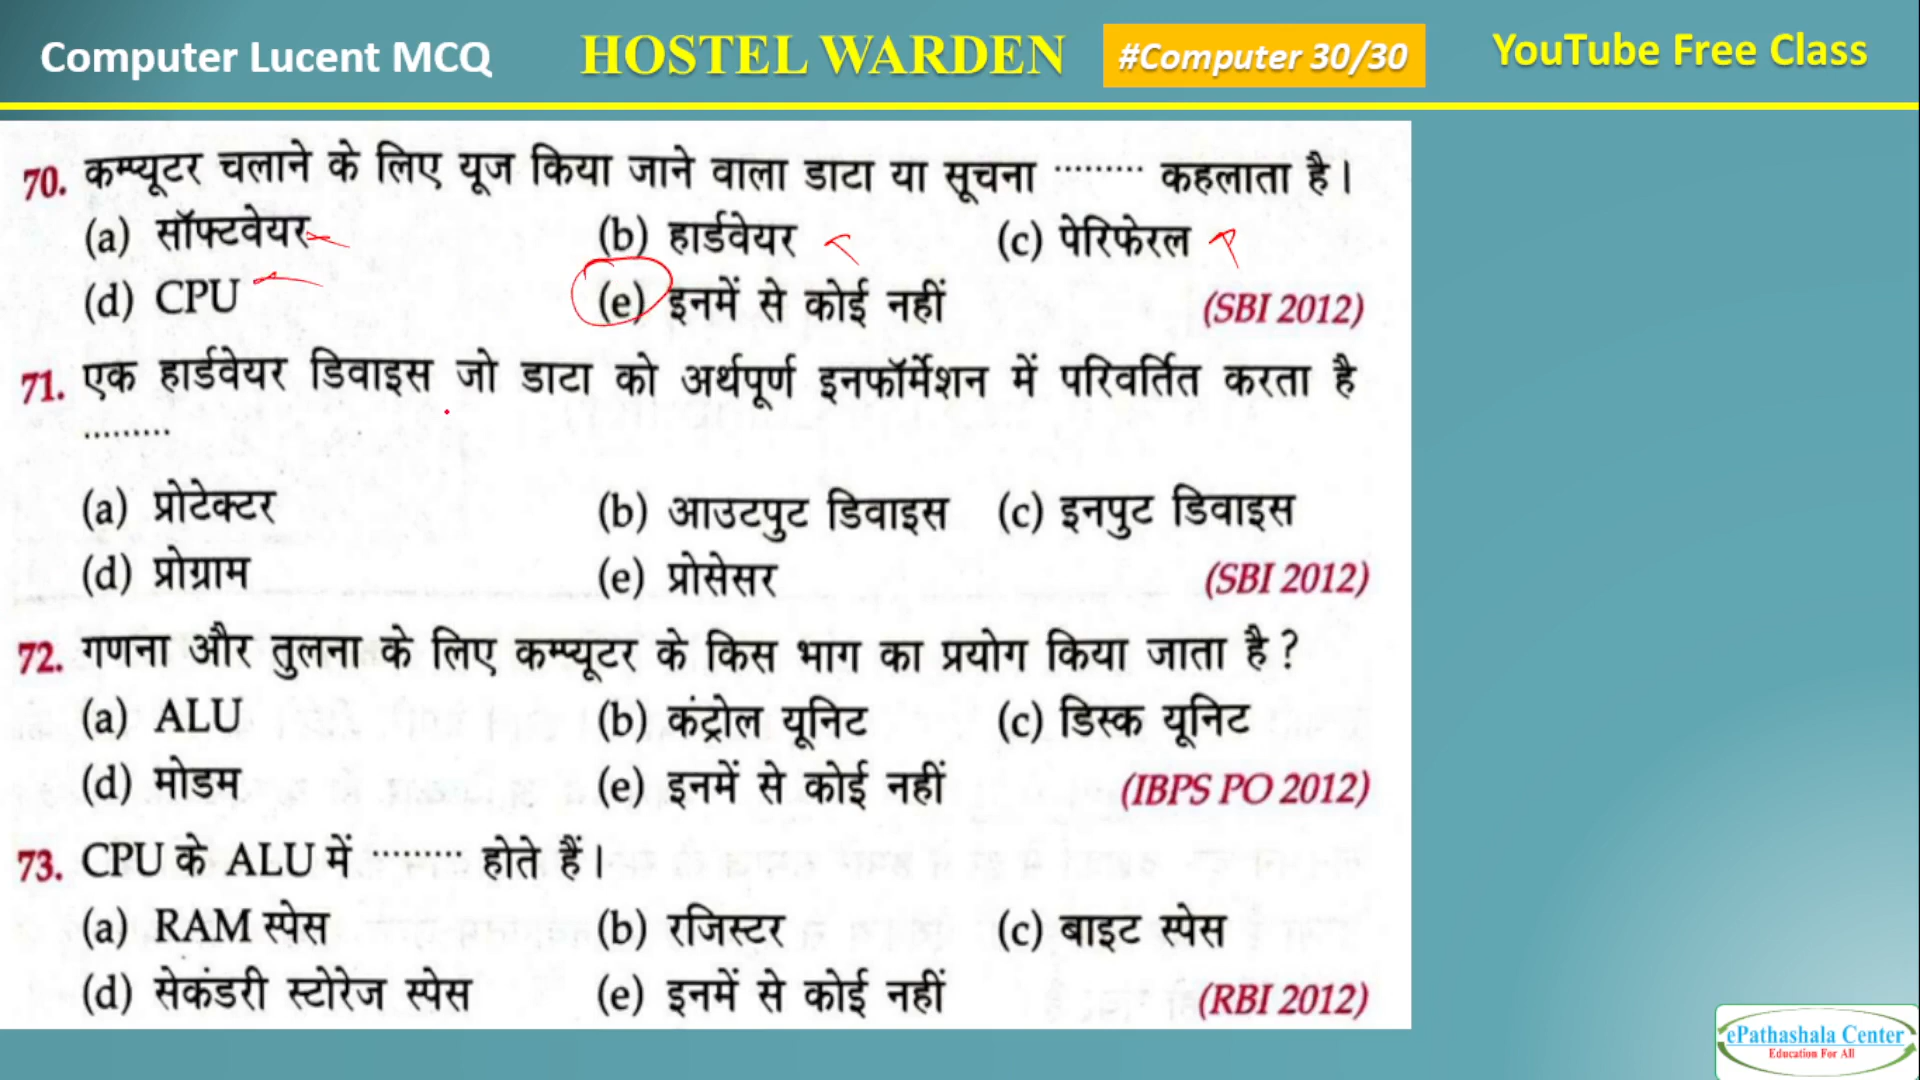 Computer Lucent MCQ HOSTEL WARDEN #Computer 30/30 YouTube Free Class
70. कम्प्यूटर चलाने के लिए यूज किया जाने वाला डाटा या सूचना ········· कहलाता है।
(a) सॉफ्टवेयर (b) हार्डवेयर (c) पेरिफेरल
(d) CPU (e) इनमें से कोई नहीं (SBI 2012)
71. एक हार्डवेयर डिवाइस जो डाटा को अर्थपूर्ण इनफॉर्मेशन में परिवर्तित करता है
·········
(a) प्रोटेक्टर (b) आउटपुट डिवाइस (c) इनपुट डिवाइस
(d) प्रोग्राम (e) प्रोसेसर (SBI 2012)
72. गणना और तुलना के लिए कम्प्यूटर के किस भाग का प्रयोग किया जाता है ?
(a) ALU (b) कंट्रोल यूनिट (c) डिस्क यूनिट
(d) मोडम (e) इनमें से कोई नहीं (IBPS PO 2012)
73. CPU के ALU में ········· होते हैं।
(a) RAM स्पेस (b) रजिस्टर (c) बाइट स्पेस
(d) सेकंडरी स्टोरेज स्पेस (e) इनमें से कोई नहीं (RBI 2012)
ePathashala Center
Education For All